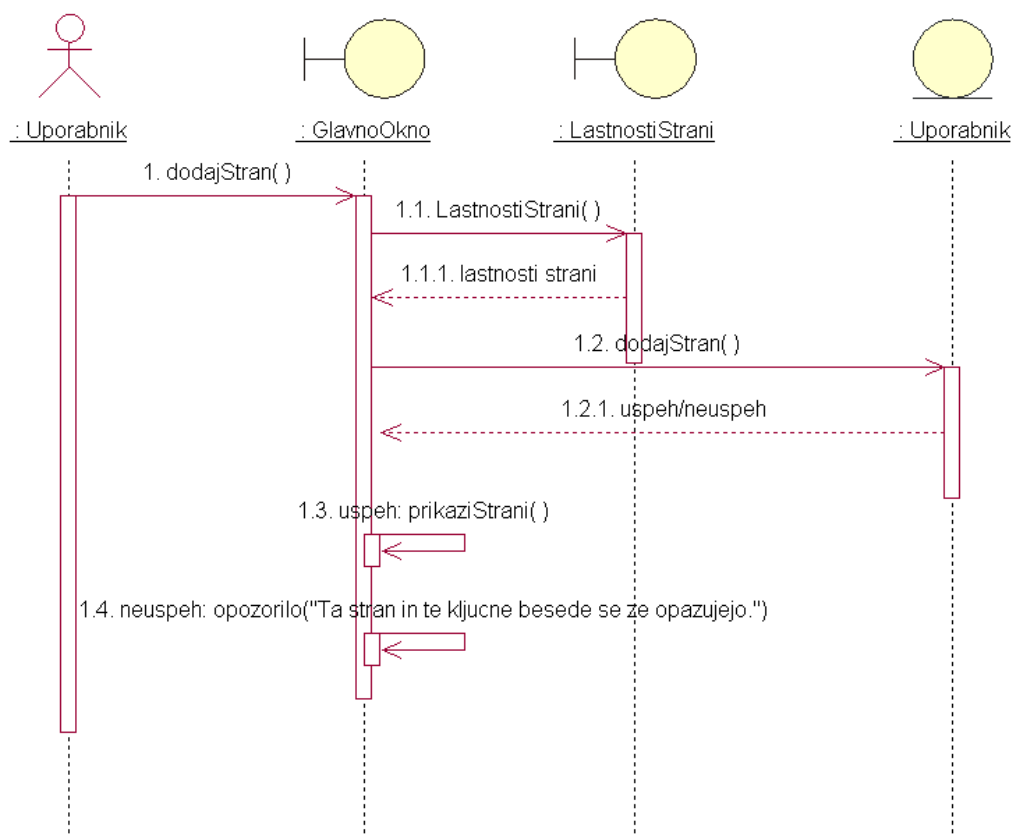 : Uporabnik
: GlavnoOkno
: LastnostiStrani
: Uporabnik
1. dodajStran( )
1.1. LastnostiStrani( )
1.1.1. lastnosti strani
1.2. dodajStran( )
1.2.1. uspeh/neuspeh
1.3. uspeh: prikaziStrani( )
1.4. neuspeh: opozorilo("Ta stran in te kljucne besede se ze opazujejo.")